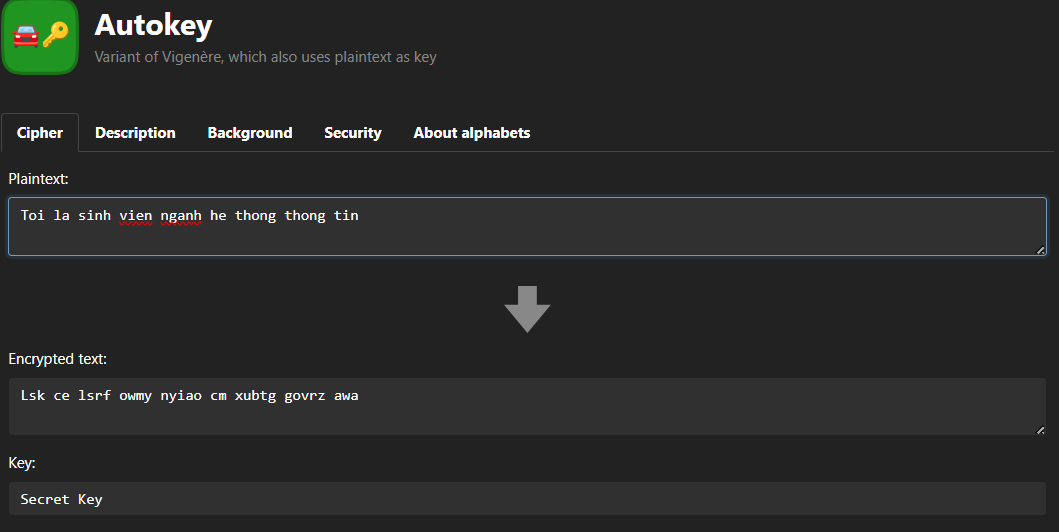 Autokey
Variant of Vigenère, which also uses plaintext as key
Cipher Description Background Security About alphabets
Plaintext:
Toi la sinh vien nganh he thong thong tin
Encrypted text:
Lsk ce lsrf owmy nyiao cm xubtg govrz awa
Key:
Secret Key